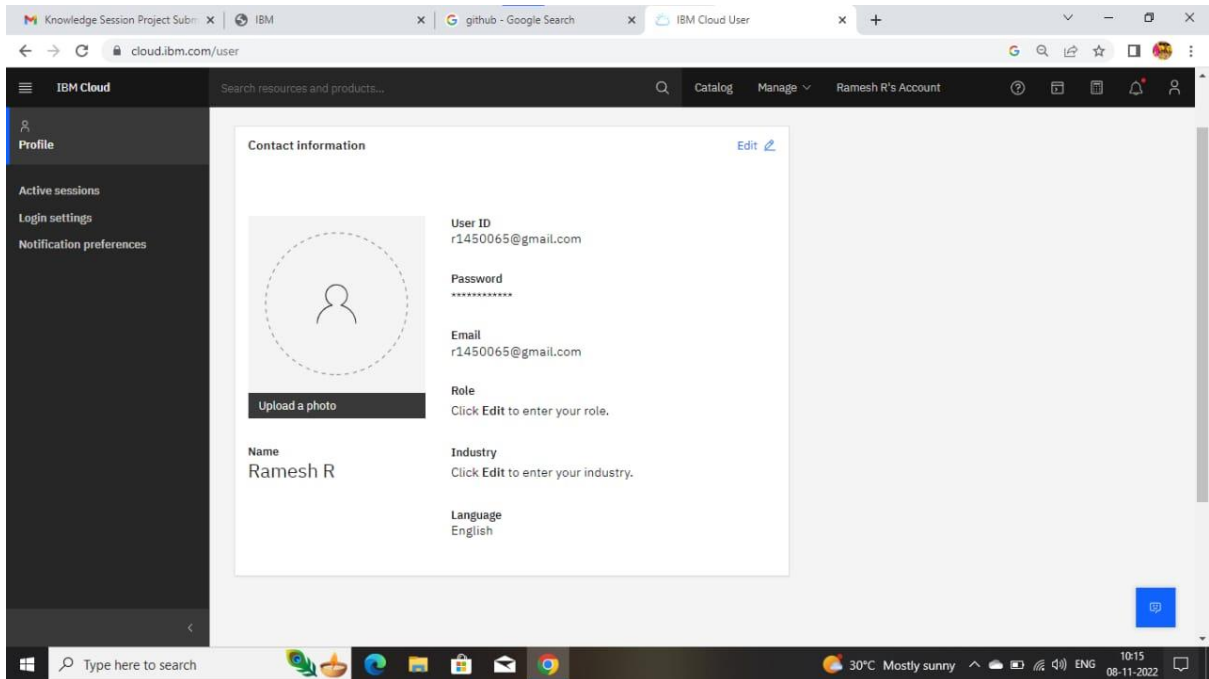 Knowledge Session Project Subm
IBM
github - Google Search
IBM Cloud User
cloud.ibm.com/user
IBM Cloud
Search resources and products...
Catalog
Manage
Ramesh R's Account
Profile
Active sessions
Login settings
Notification preferences
Contact information
Edit
Upload a photo
Name
Ramesh R
User ID
r1450065@gmail.com
Password
************
Email
r1450065@gmail.com
Role
Click Edit to enter your role.
Industry
Click Edit to enter your industry.
Language
English
Type here to search
30°C Mostly sunny
ENG
10:15
08-11-2022